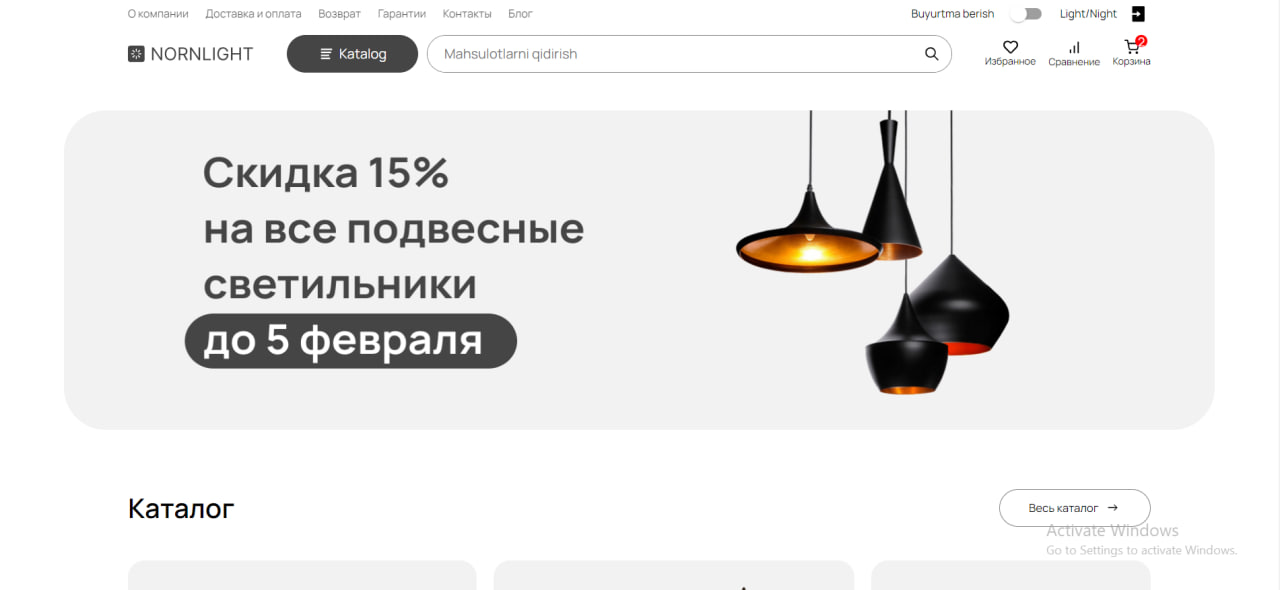 О компании Доставка и оплата Возврат Гарантии Контакты Блог Buyurtma berish Light/Night
NORNLIGHT Katalog Mahsulotlarni qidirish Избранное Сравнение 2 Корзина
Скидка 15%
на все подвесные
светильники
до 5 февраля
Каталог Весь каталог →
Activate Windows
Go to Settings to activate Windows.